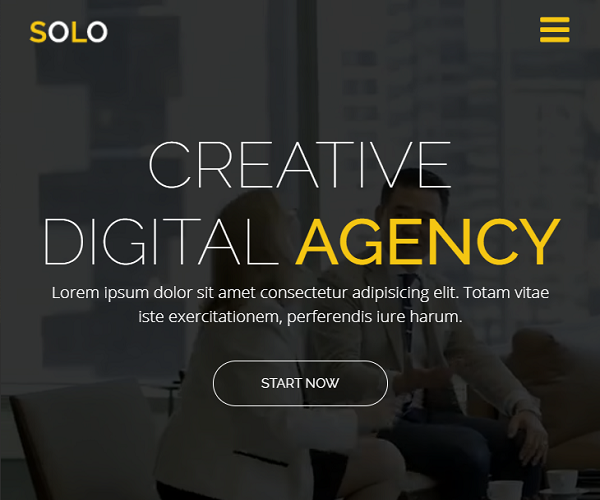 SOLO
CREATIVE
DIGITAL AGENCY
Lorem ipsum dolor sit amet consectetur adipisicing elit. Totam vitae
iste exercitationem, perferendis iure harum.
START NOW